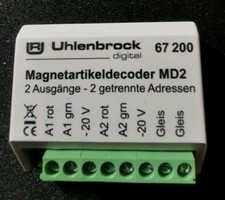 Uhlenbrock
digital
67 200
Magnetartikeldecoder MD2
2 Ausgänge - 2 getrennte Adressen
A1 rot
A1 grn
-20 V
A2 rot
A2 grn
-20 V
Gleis
Gleis